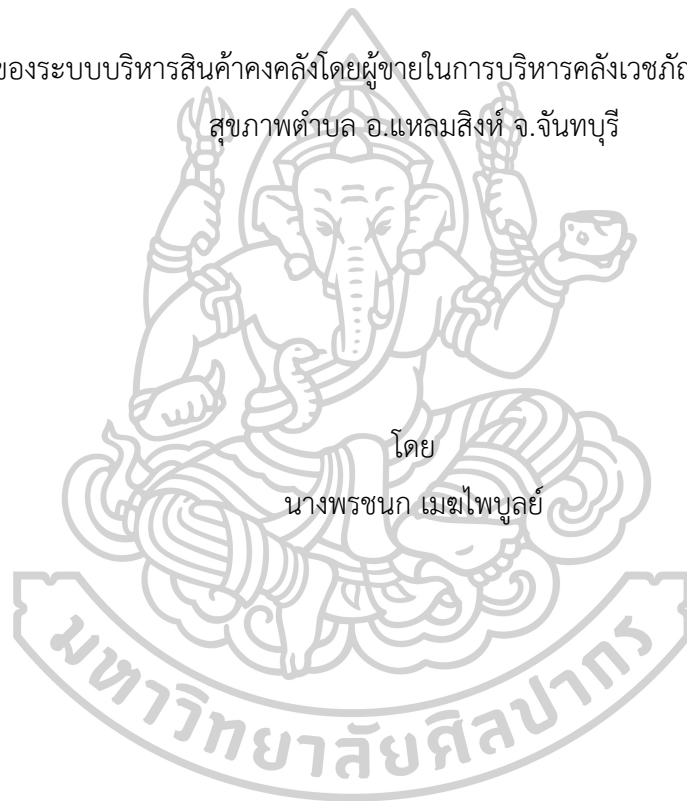 ของระบบบริหารสินค้าคงคลังโดยผู้ขายในการบริหารคลังเวชภัณ
สุขภาพตำบล อ.แหลมสิงห์ จ.จันทบุรี
โดย
นางพรชนก เมฆไพบูลย์
มหาวิทยาลัยศิลปากร